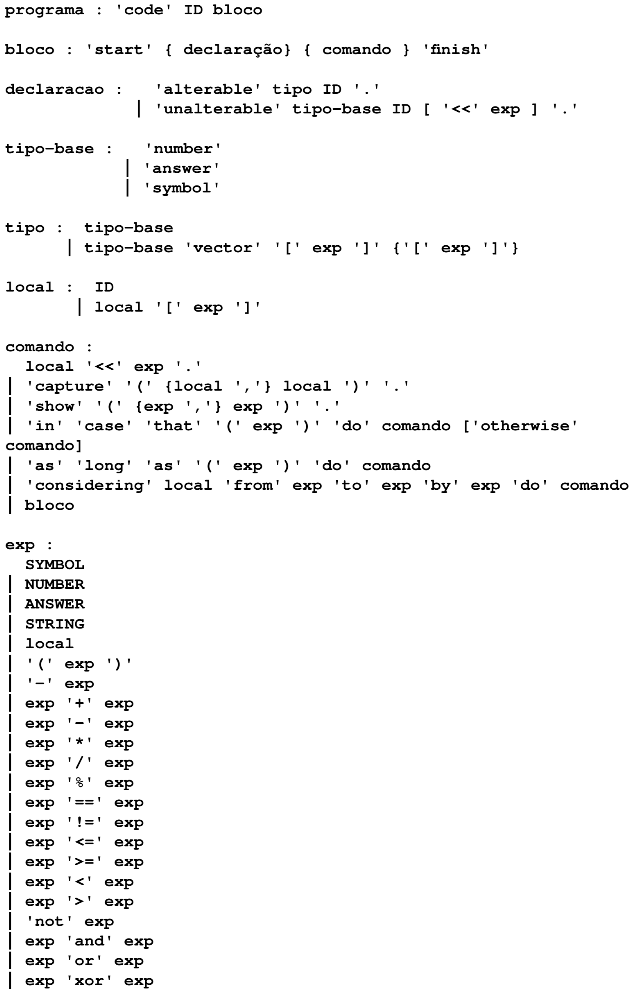 programa : 'code' ID bloco
bloco : 'start' { declaração} { comando } 'finish'
declaracao : 'alterable' tipo ID '.'
| 'unalterable' tipo-base ID [ '<<' exp ] '.'
tipo-base : 'number'
| 'answer'
| 'symbol'
tipo : tipo-base
| tipo-base 'vector' '[' exp ']' {'[' exp ']'}
local : ID
| local '[' exp ']'
comando :
local '<<' exp '.'
| 'capture' '(' {local ','} local ')' '.'
| 'show' '(' {exp ','} exp ')' '.'
| 'in' 'case' 'that' '(' exp ')' 'do' comando ['otherwise'
comando]
| 'as' 'long' 'as' '(' exp ')' 'do' comando
| 'considering' local 'from' exp 'to' exp 'by' exp 'do' comando
| bloco
exp :
SYMBOL
| NUMBER
| ANSWER
| STRING
| local
| '(' exp ')'
| '-' exp
| exp '+' exp
| exp '-' exp
| exp '*' exp
| exp '/' exp
| exp '%' exp
| exp '==' exp
| exp '!=' exp
| exp '<=' exp
| exp '>=' exp
| exp '<' exp
| exp '>' exp
| 'not' exp
| exp 'and' exp
| exp 'or' exp
| exp 'xor' exp